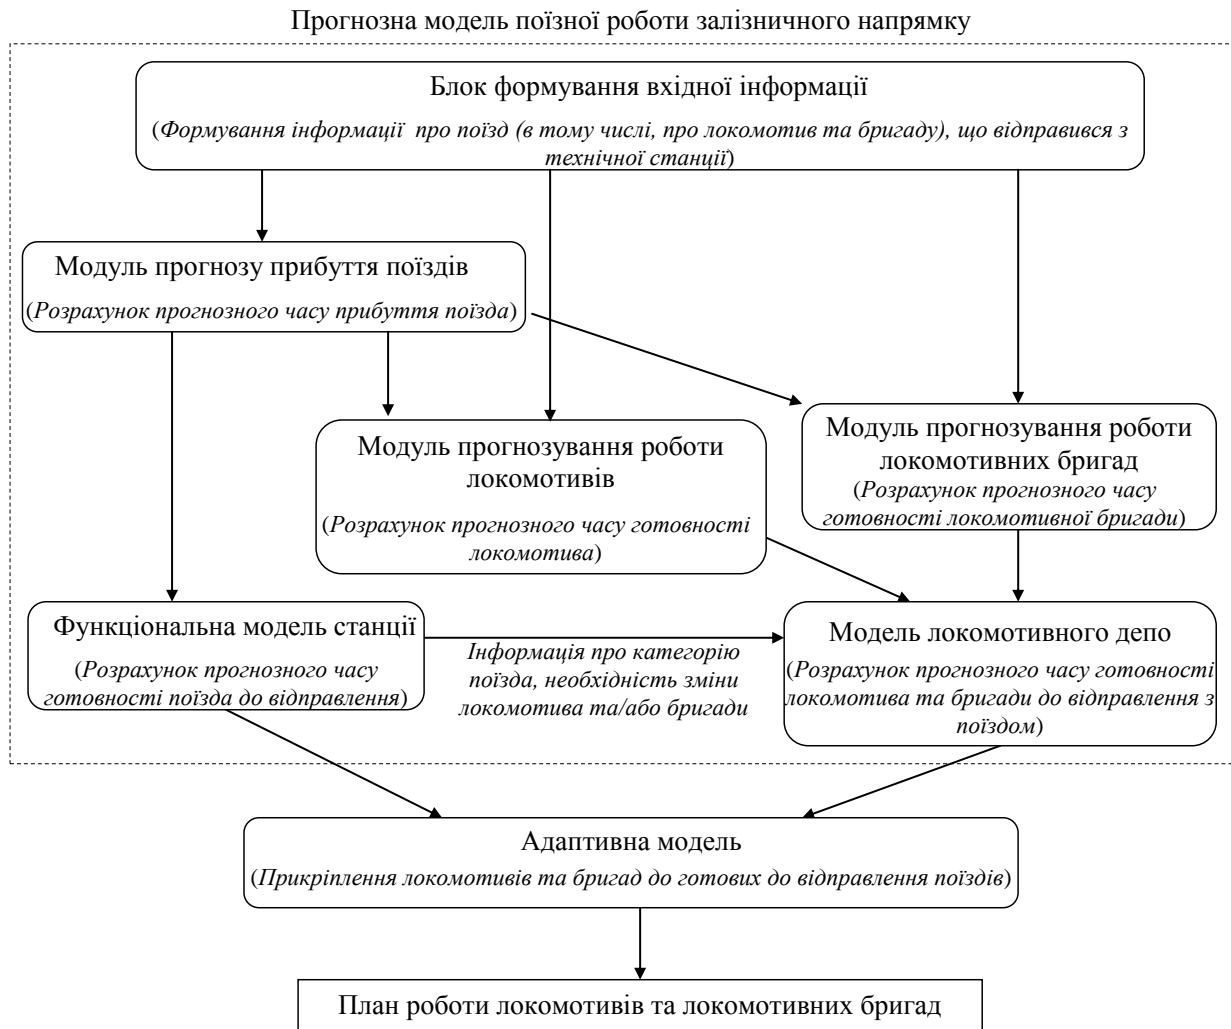 Прогнозна модель поїзної роботи залізничного напрямку
Блок формування вхідної інформації
(Формування інформації про поїзд (в тому числі, про локомотив та бригаду), що відправився з
технічної станції)
Модуль прогнозу прибуття поїздів
(Розрахунок прогнозного часу прибуття поїзда)
Модуль прогнозування роботи
локомотивів
(Розрахунок прогнозного часу готовності
локомотива)
Модуль прогнозування роботи
локомотивних бригад
(Розрахунок прогнозного часу
готовності локомотивної бригади)
Функціональна модель станції
(Розрахунок прогнозного часу
готовності поїзда до відправлення)
Інформація про категорію
поїзда, необхідність зміни
локомотива та/або бригади
Модель локомотивного депо
(Розрахунок прогнозного часу готовності
локомотива та бригади до відправлення з
поїздом)
Адаптивна модель
(Прикріплення локомотивів та бригад до готових до відправлення поїздів)
План роботи локомотивів та локомотивних бригад